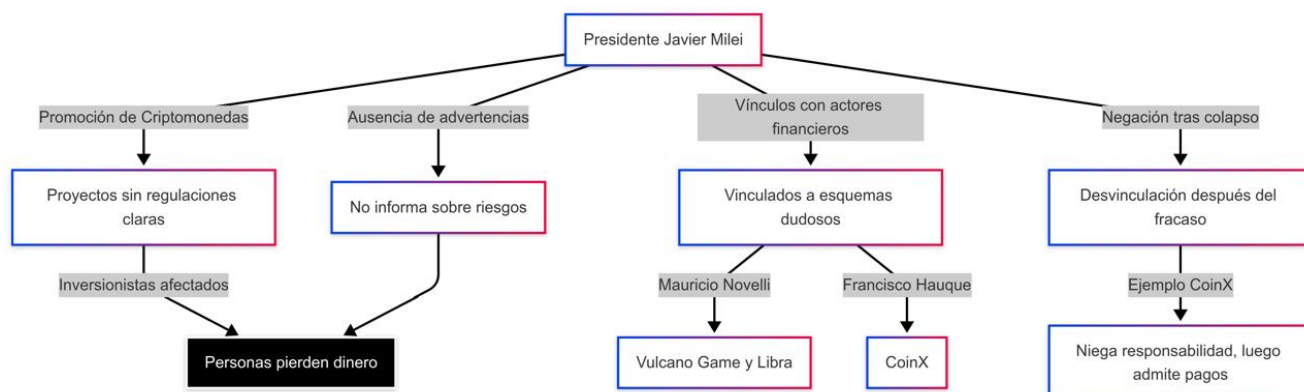 Presidente Javier Milei
Promoción de Criptomonedas
Ausencia de advertencias
Vínculos con actores
financieros
Negación tras colapso
Proyectos sin regulaciones
claras
No informa sobre riesgos
Vinculados a esquemas
dudosos
Desvinculación después del
fracaso
Inversionistas afectados
Mauricio Novelli
Francisco Hauque
Ejemplo CoinX
Personas pierden dinero
Vulcano Game y Libra
CoinX
Niega responsabilidad, luego
admite pagos